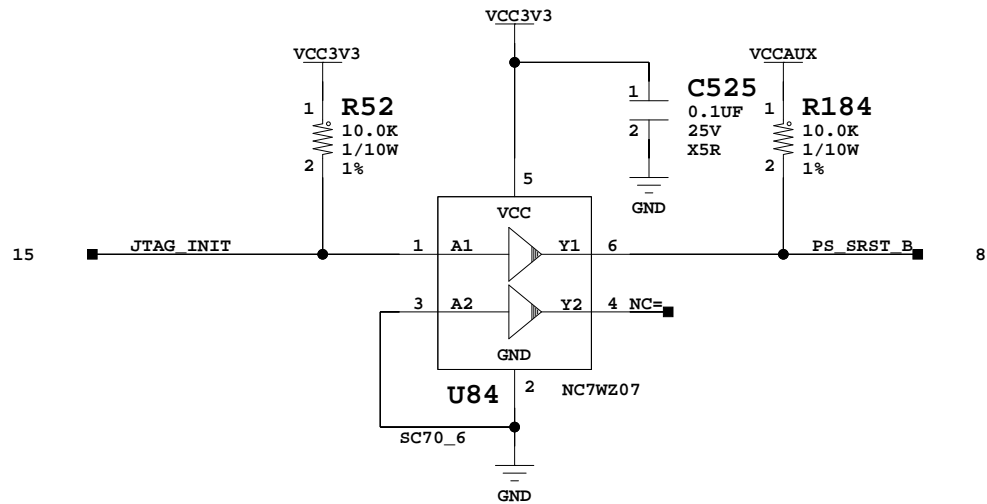 VCC3V3
VCC3V3
VCCAUX
1 R52
10.0K
1/10W
2 1%
1 C525
0.1UF
2 25V
X5R
GND
1 R184
10.0K
1/10W
2 1%
5
VCC
15 JTAG_INIT 1 A1 Y1 6 PS_SRST_B 8
3 A2 Y2 4 NC=
GND
U84 2 NC7WZ07
SC70_6
GND